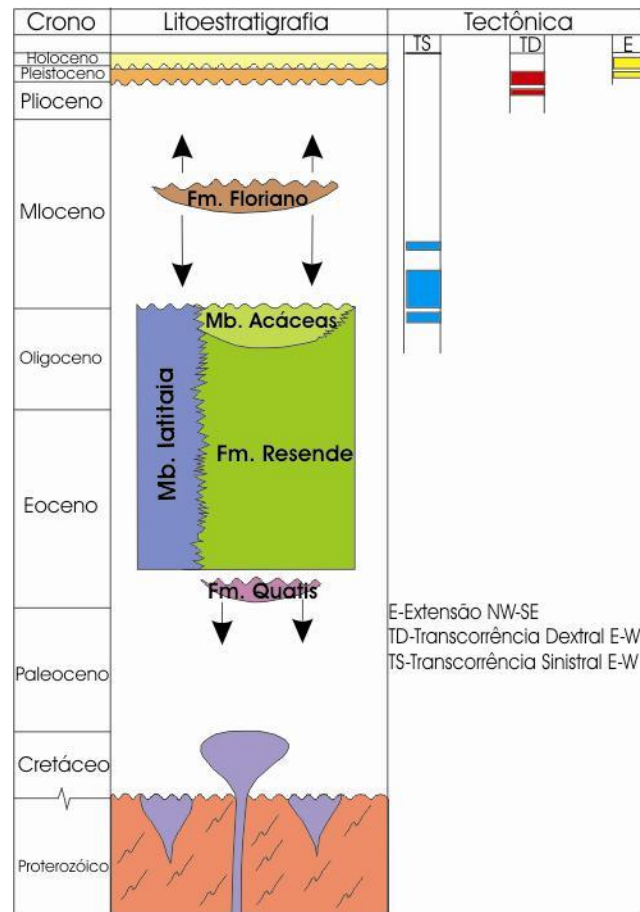 Crono
Litoestratigrafia
Tectônica
TS
TD
E
Holoceno
Pleistoceno
Plioceno
MIoceno
Fm. Floriano
Mb. Acáceas
Oligoceno
Mb. Iatitaia
Fm. Resende
Eoceno
Fm. Quatis
E-Extensão NW-SE
TD-Transcorrência Dextral E-W
TS-Transcorrência Sinistral E-W
Paleoceno
Cretáceo
Proterozóico